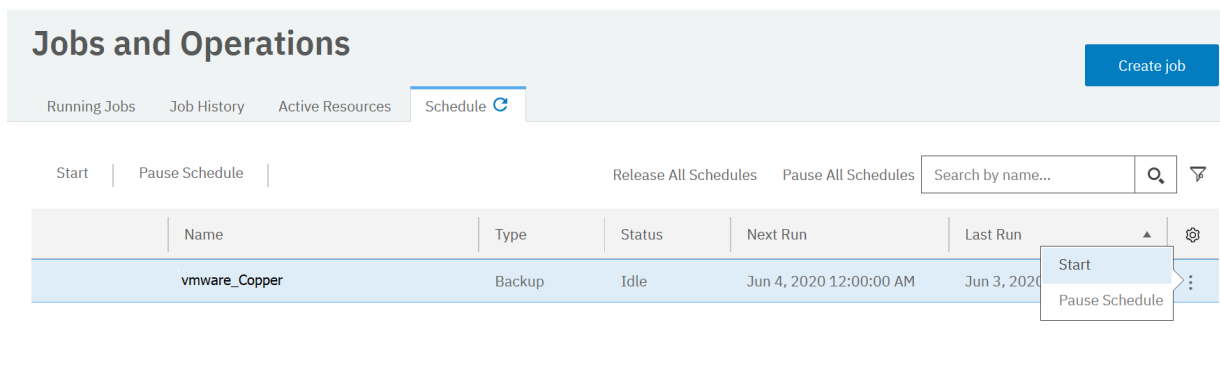 Jobs and Operations
Create job
Running Jobs Job History Active Resources Schedule
Start Pause Schedule Release All Schedules Pause All Schedules Search by name...
Name Type Status Next Run Last Run
vmware_Copper Backup Idle Jun 4, 2020 12:00:00 AM Jun 3, 2020
Start
Pause Schedule